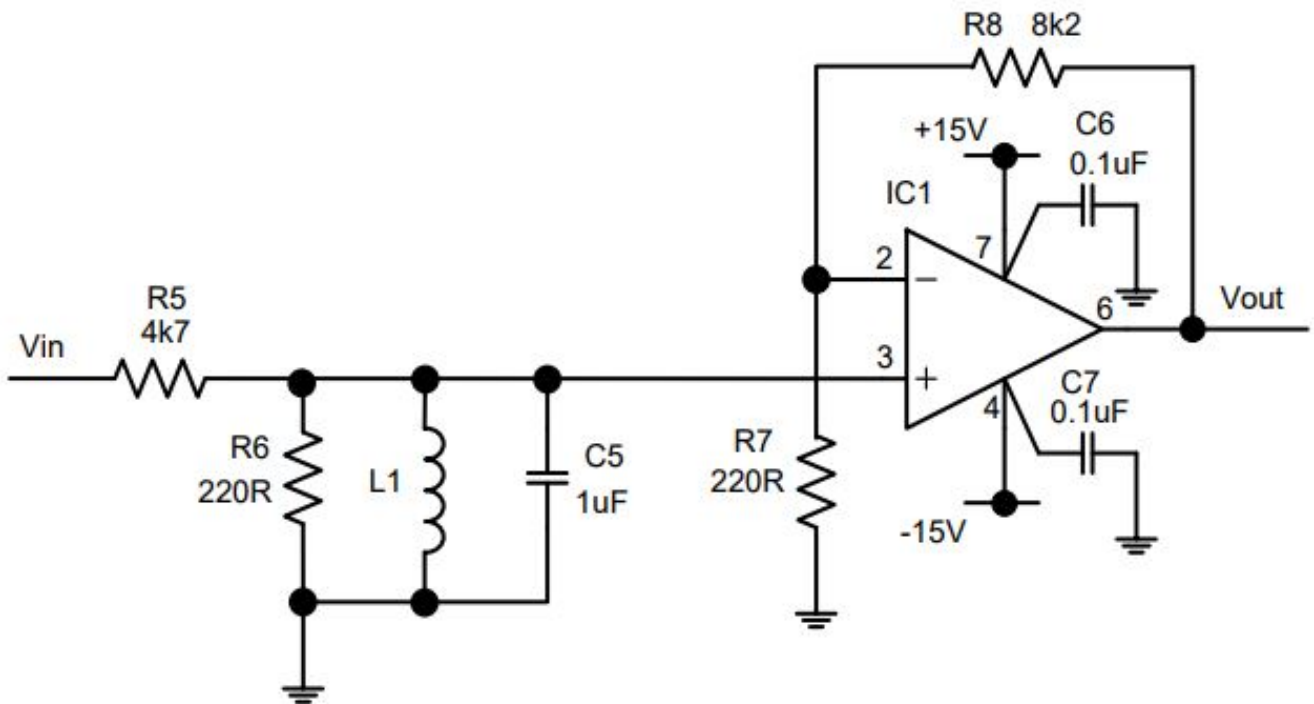 R8 8k2
+15V
C6
0.1uF
IC1
2
7
−
R5
4k7
Vin
6
Vout
3
+
4
C7
0.1uF
R6
220R
L1
C5
1uF
R7
220R
-15V